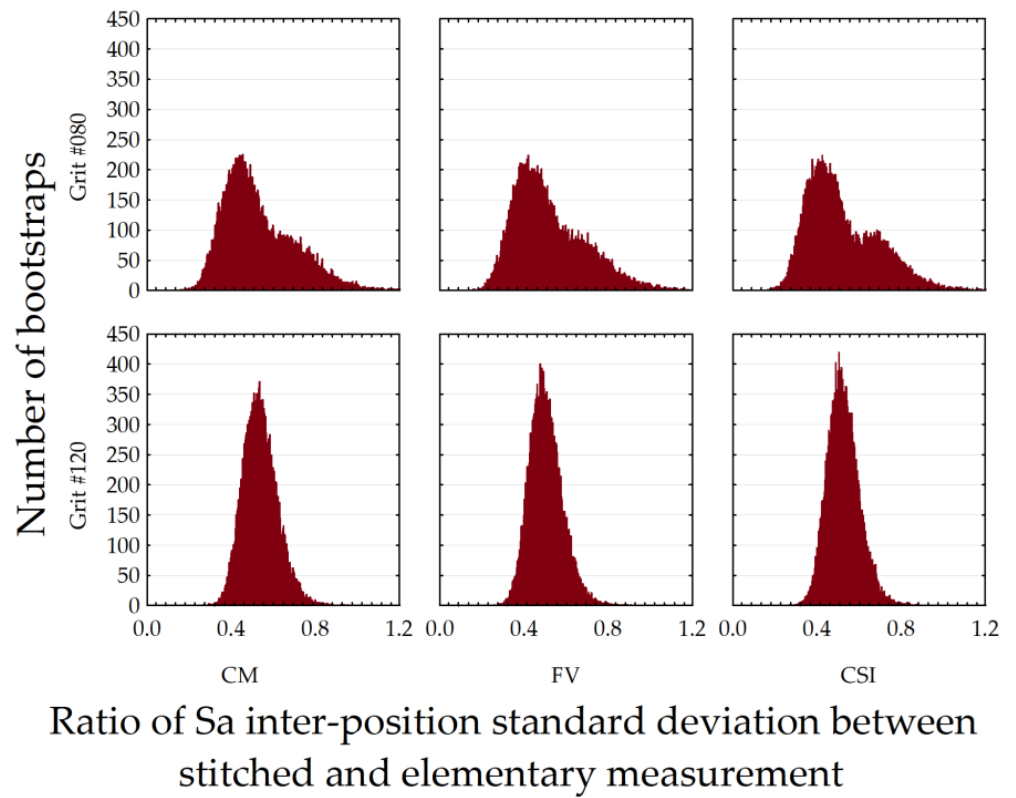 450
400
350
300
250
200
150
100
50
0
Grit #080
450
400
350
300
250
200
150
100
50
0
Grit #120
Number of bootstraps
0.0 0.4 0.8 1.2 0.0 0.4 0.8 1.2 0.0 0.4 0.8 1.2
CM FV CSI
Ratio of Sa inter-position standard deviation between
stitched and elementary measurement